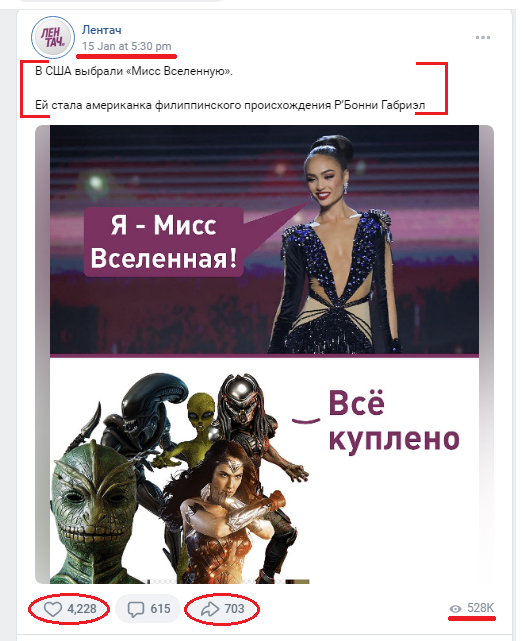 ЛЕН
ТАЧ
Лентач
15 Jan at 5:30 pm
В США выбрали «Мисс Вселенную».
Ей стала американка филиппинского происхождения Р’Бонни Габриэл
Я - Мисс
Вселенная!
Всё
куплено
4,228
615
703
528K